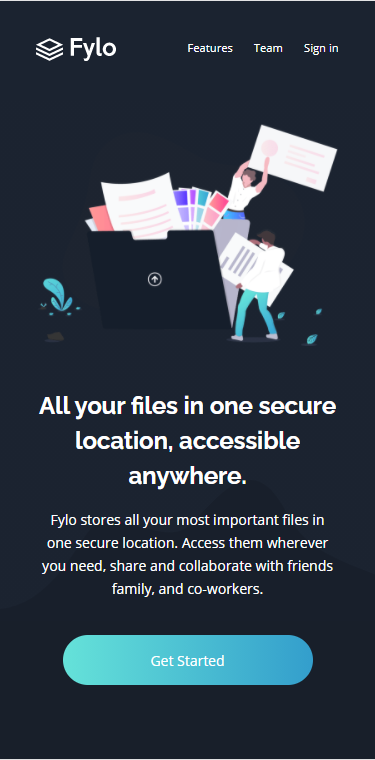 Fylo
Features Team Sign in
All your files in one secure
location, accessible
anywhere.
Fylo stores all your most important files in
one secure location. Access them wherever
you need, share and collaborate with friends
family, and co-workers.
Get Started